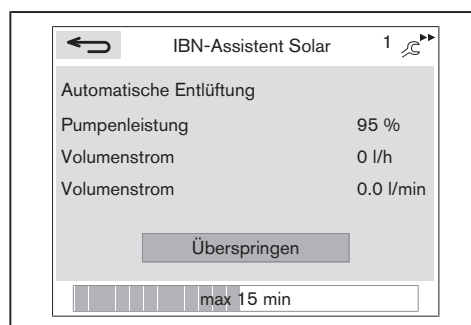 IBN-Assistent Solar 1
Automatische Entlüftung
Pumpenleistung 95 %
Volumenstrom 0 l/h
Volumenstrom 0.0 l/min
Überspringen
max 15 min